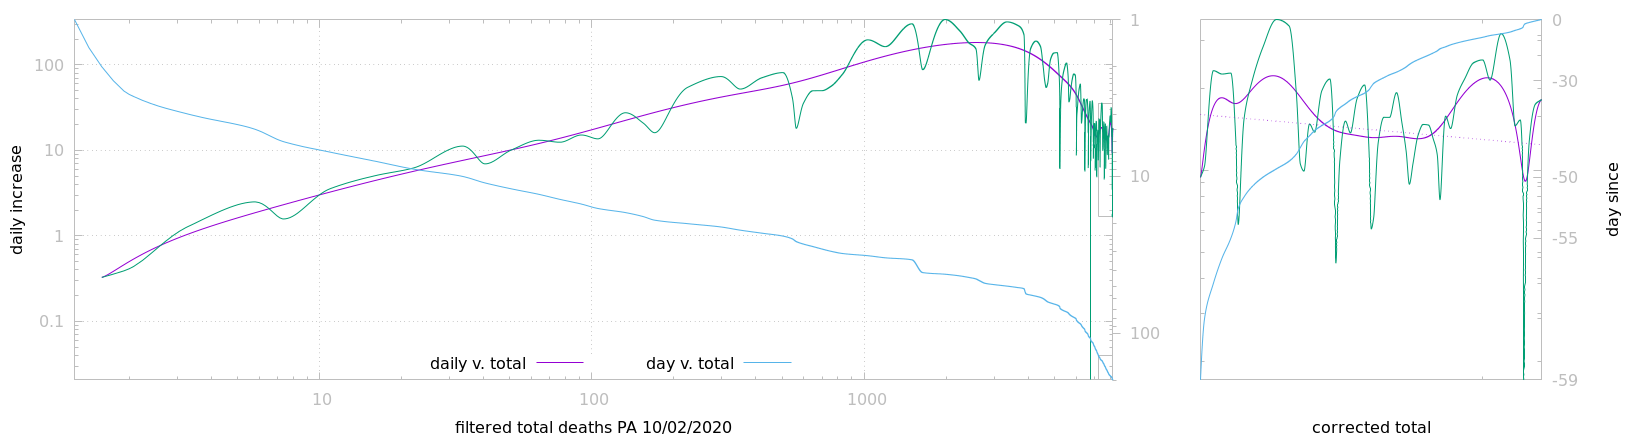 100
10
1
0.1
daily increase
daily v. total
day v. total
10
100
1000
filtered total deaths PA 10/02/2020
1
10
100
0
-30
-50
-55
-59
day since
corrected total